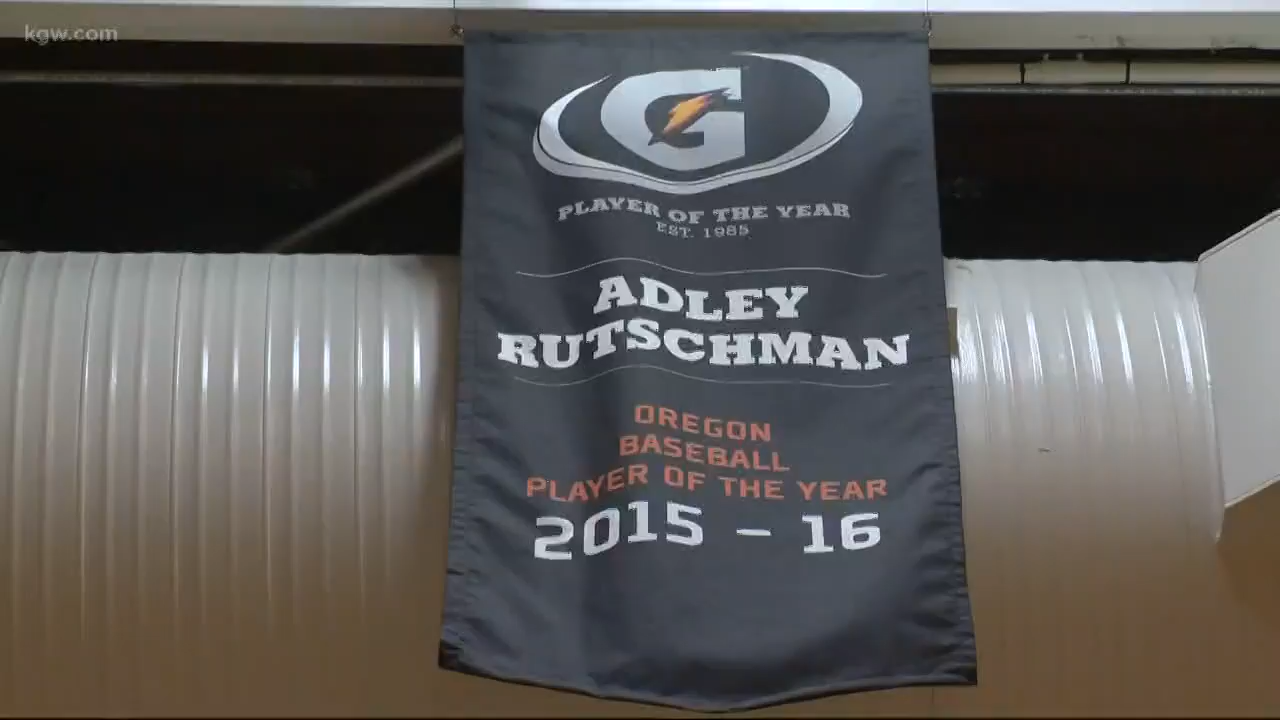 kgw.com
G
PLAYER OF THE YEAR
EST. 1985
ADLEY
RUTSCHMAN
OREGON
BASEBALL
PLAYER OF THE YEAR
2015 - 16